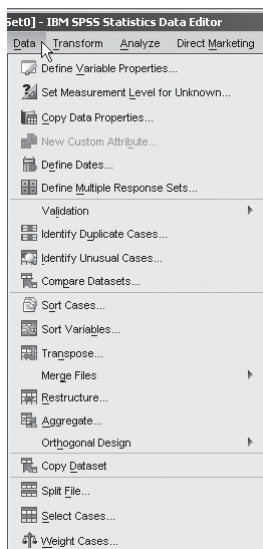 Set0] - IBM SPSS Statistics Data Editor
Data Transform Analyze Direct Marketing
Define Variable Properties...
Set Measurement Level for Unknown...
Copy Data Properties...
New Custom Attribute...
Define Dates...
Define Multiple Response Sets...
Validation
Identify Duplicate Cases...
Identify Unusual Cases...
Compare Datasets...
Sort Cases...
Sort Variables...
Transpose...
Merge Files
Restructure...
Aggregate...
Orthogonal Design
Copy Dataset
Split File...
Select Cases...
Weight Cases...